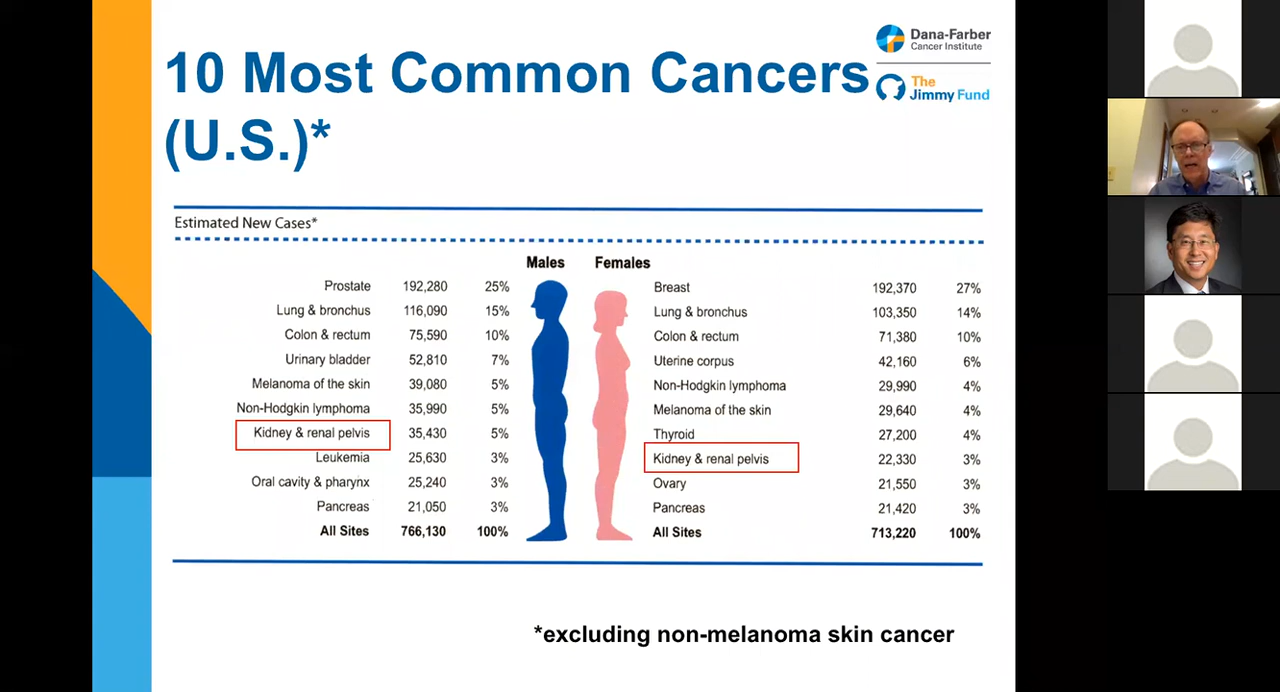 10 Most Common Cancers
(U.S.)*
Dana-Farber
Cancer Institute
The
Jimmy Fund
Estimated New Cases*
Males Females
Prostate 192,280 25%
Lung & bronchus 116,090 15%
Colon & rectum 75,590 10%
Urinary bladder 52,810 7%
Melanoma of the skin 39,080 5%
Non-Hodgkin lymphoma 35,990 5%
Kidney & renal pelvis 35,430 5%
Leukemia 25,630 3%
Oral cavity & pharynx 25,240 3%
Pancreas 21,050 3%
All Sites 766,130 100%
Breast 192,370 27%
Lung & bronchus 103,350 14%
Colon & rectum 71,380 10%
Uterine corpus 42,160 6%
Non-Hodgkin lymphoma 29,990 4%
Melanoma of the skin 29,640 4%
Thyroid 27,200 4%
Kidney & renal pelvis 22,330 3%
Ovary 21,550 3%
Pancreas 21,420 3%
All Sites 713,220 100%
*excluding non-melanoma skin cancer